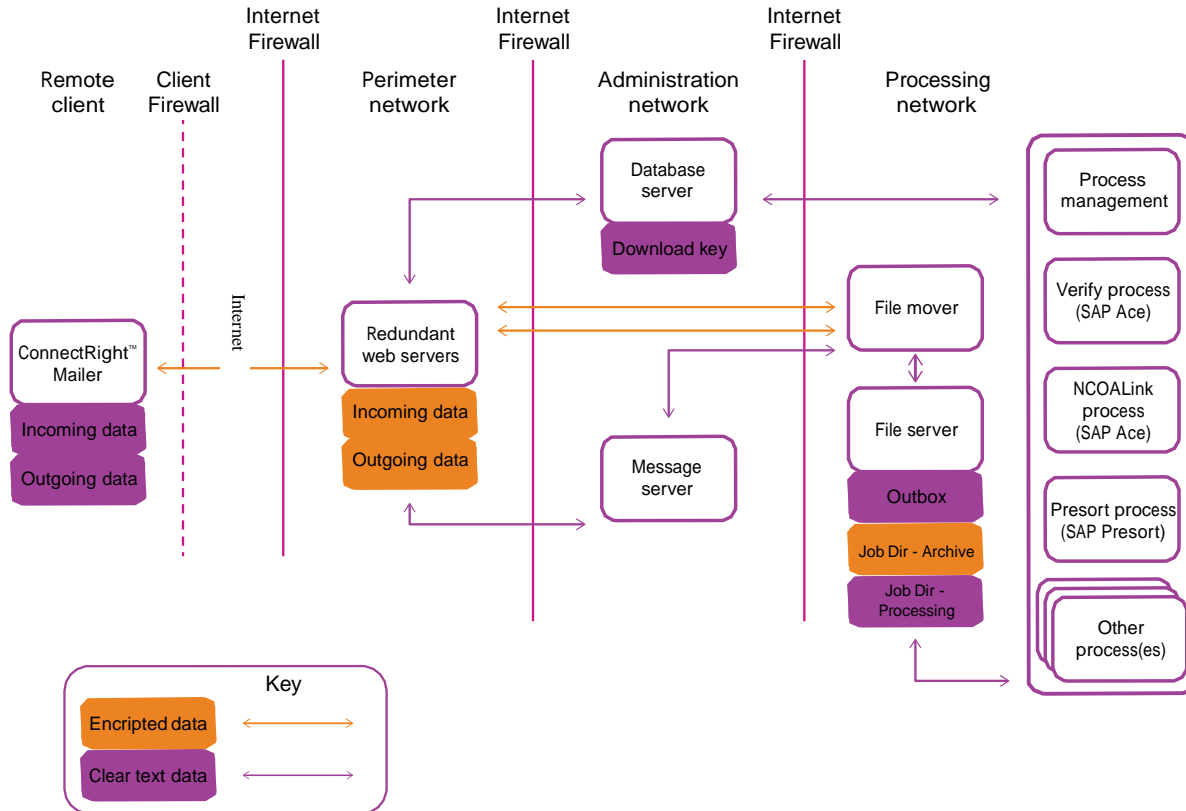 Internet
Firewall
Internet
Firewall
Internet
Firewall
Remote
client
Client
Firewall
Perimeter
network
Administration
network
Processing
network
Database
server
Download key
Process
management
Internet
ConnectRight™
Mailer
Incoming data
Outgoing data
Redundant
web servers
Incoming data
Outgoing data
Message
server
File mover
File server
Outbox
Job Dir - Archive
Job Dir -
Processing
Verify process
(SAP Ace)
NCOALink
process
(SAP Ace)
Presort process
(SAP Presort)
Other
process(es)
Key
Encripted data
Clear text data